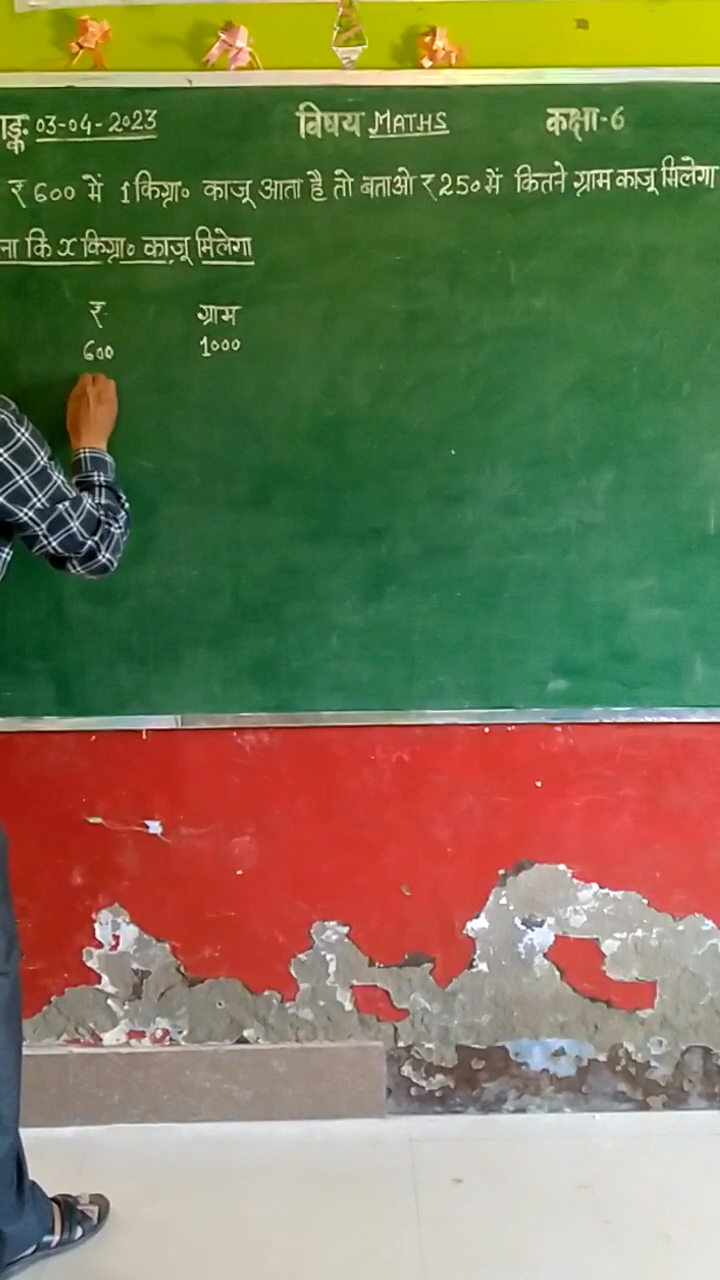 03-04-2023 विषय MATHS कक्षा-6
₹600 में 1 किग्रा० काजू आता है तो बताओ ₹250 में कितने ग्राम काजू मिलेगा
कि x किग्रा० काजू मिलेगा
₹ ग्राम
600 1000